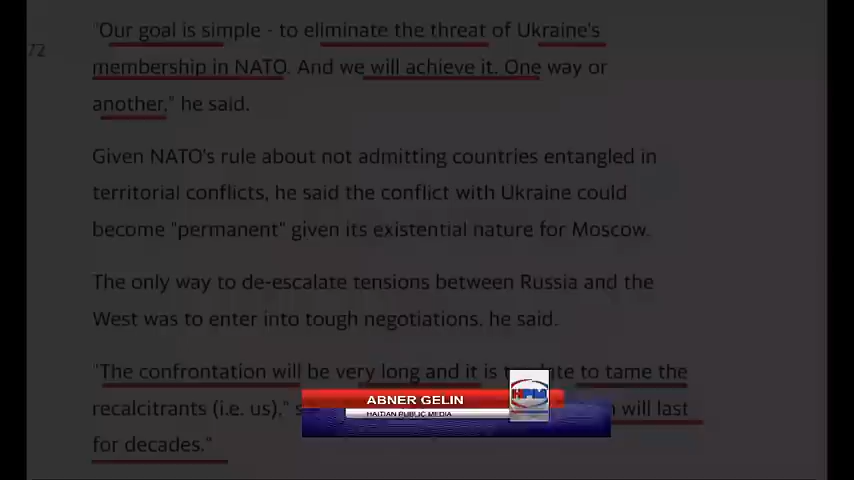 "Our goal is simple - to eliminate the threat of Ukraine's
72
membership in NATO. And we will achieve it. One way or
another," he said.
Given NATO's rule about not admitting countries entangled in
territorial conflicts, he said the conflict with Ukraine could
become "permanent" given its existential nature for Moscow.
The only way to de-escalate tensions between Russia and the
West was to enter into tough negotiations, he said.
"The confrontation will be very long and it is late to tame the
recalcitrants (i.e. us)," will last
for decades."
ABNER GELIN
HAITIAN PUBLIC MEDIA
HPM